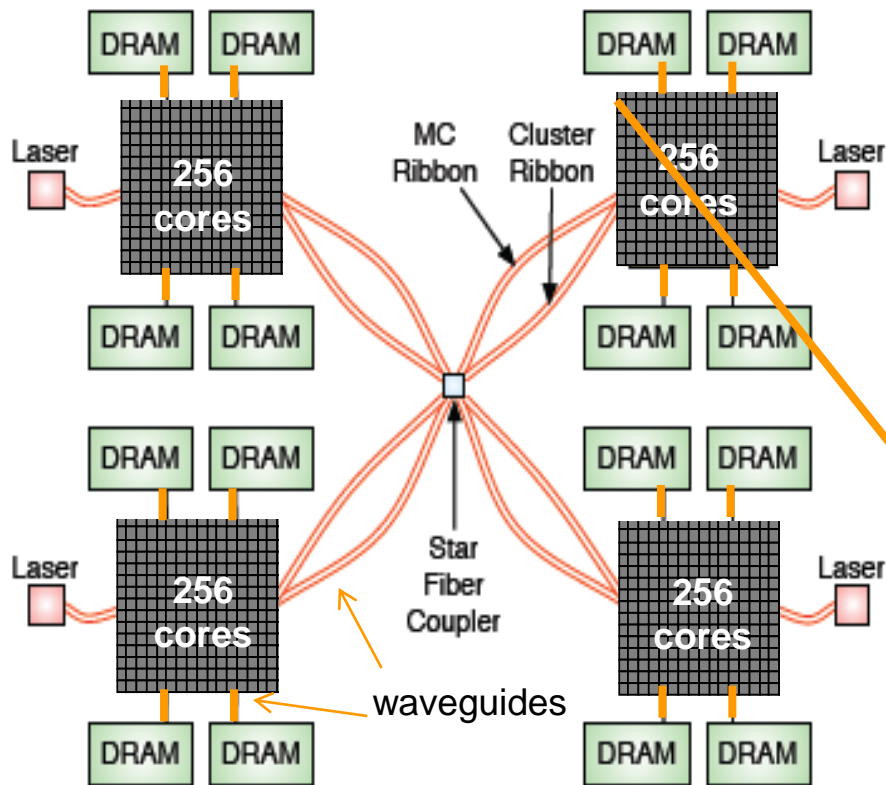 DRAM DRAM
DRAM DRAM
Laser
256
cores
MC
Ribbon
Cluster
Ribbon
256
cores
Laser
DRAM DRAM
DRAM DRAM
DRAM DRAM
DRAM DRAM
Laser
256
cores
Star
Fiber
Coupler
256
cores
Laser
waveguides
DRAM DRAM
DRAM DRAM